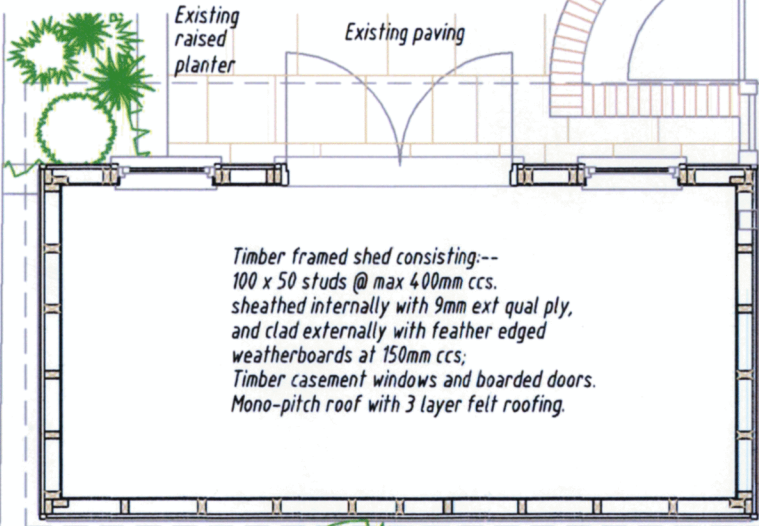 Existing
raised
planter
Existing paving
Timber framed shed consisting:--
100 x 50 studs @ max 400mm ccs.
sheathed internally with 9mm ext qual ply,
and clad externally with feather edged
weatherboards at 150mm ccs;
Timber casement windows and boarded doors.
Mono-pitch roof with 3 layer felt roofing.